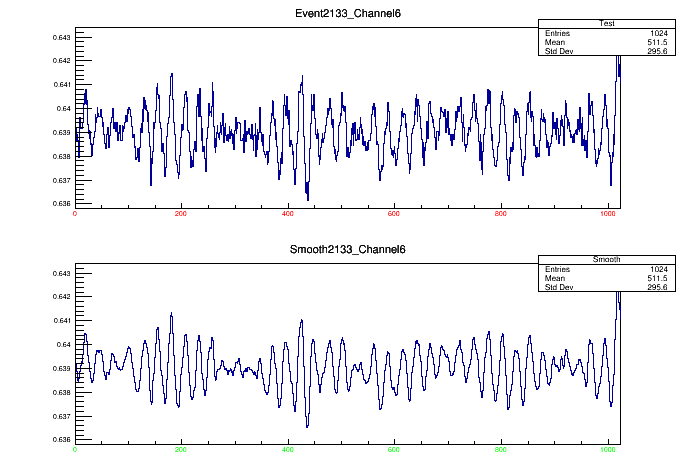 Event2133_Channel6
Test
Entries 1024
Mean 511.5
Std Dev 295.6
0.643
0.642
0.641
0.64
0.639
0.638
0.637
0.636
0 200 400 600 800 1000
Smooth2133_Channel6
Smooth
Entries 1024
Mean 511.5
Std Dev 295.6
0.643
0.642
0.641
0.64
0.639
0.638
0.637
0.636
0 200 400 600 800 1000